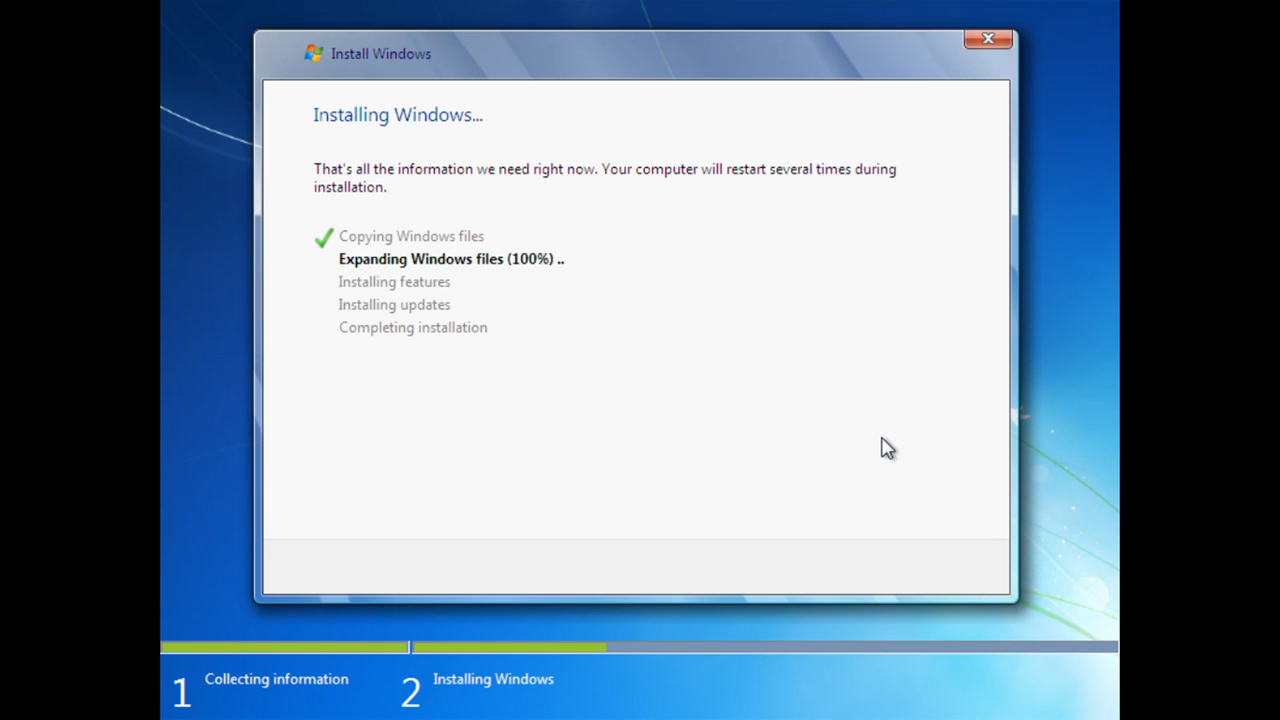 Install Windows
Installing Windows...
That's all the information we need right now. Your computer will restart several times during
installation.
Copying Windows files
Expanding Windows files (100%) ..
Installing features
Installing updates
Completing installation
1 Collecting information
2 Installing Windows